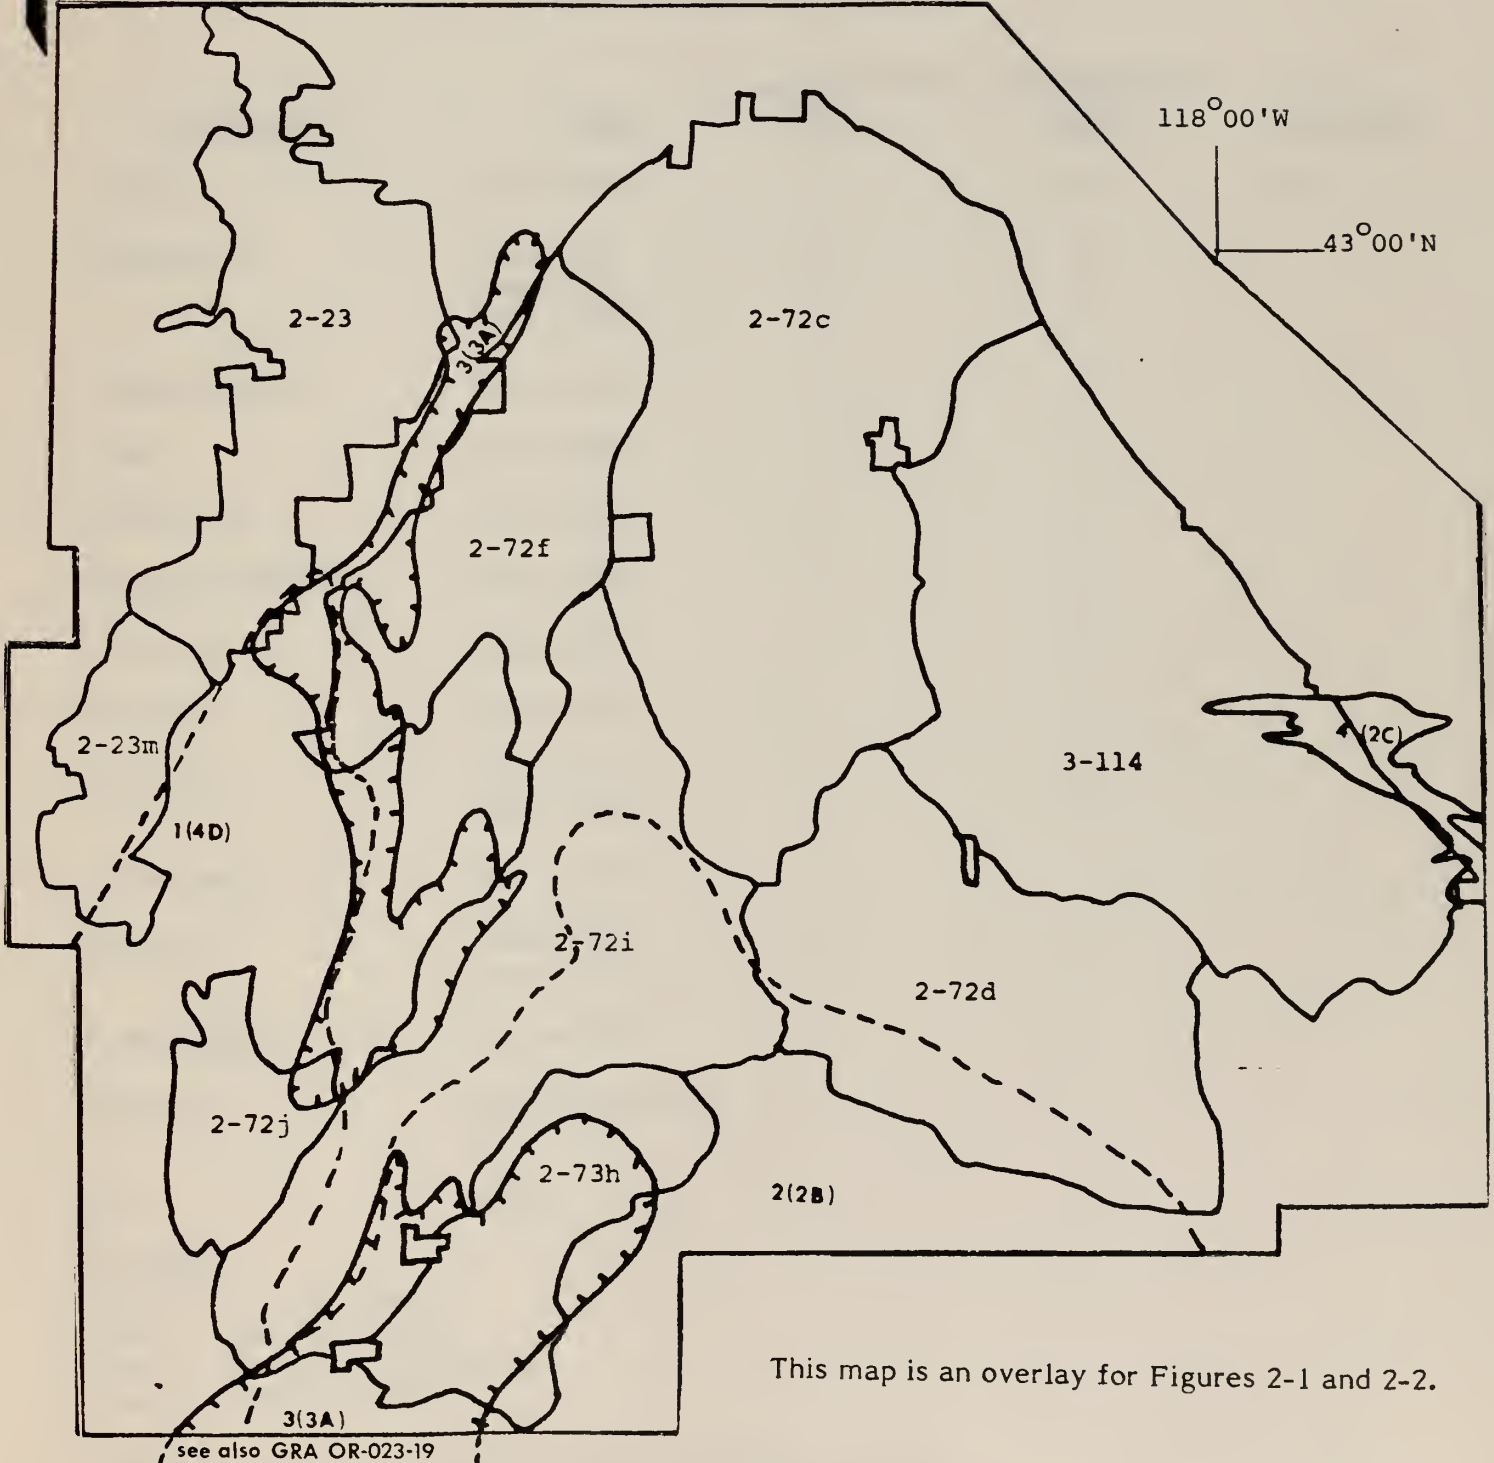 118°00'W
43°00'N
2-23
2-72c
3(3A)
2-72f
2-23m
4 (2C)
3-114
1(4D)
2-72i
2-72d
2-72j
2-73h
2(2B)
This map is an overlay for Figures 2-1 and 2-2.
3(3A)
see also GRA OR-023-19